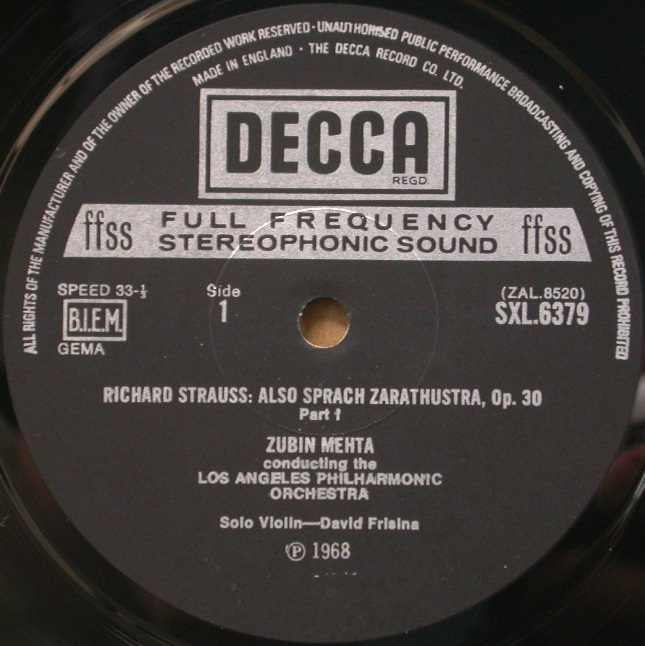 ALL RIGHTS OF THE MANUFACTURER AND OF THE OWNER OF THE RECORDED WORK RESERVED · UNAUTHORISED PUBLIC PERFORMANCE BROADCASTING AND COPYING OF THIS RECORD PROHIBITED
MADE IN ENGLAND · THE DECCA RECORD CO. LTD.
DECCA
REGD.
ffss FULL FREQUENCY ffss
STEREOPHONIC SOUND
SPEED 33-⅓ Side (ZAL.8520)
B.I.E.M. 1 SXL.6379
GEMA
RICHARD STRAUSS: ALSO SPRACH ZARATHUSTRA, Op. 30
Part 1
ZUBIN MEHTA
conducting the
LOS ANGELES PHILHARMONIC
ORCHESTRA
Solo Violin—David Frisina
℗ 1968